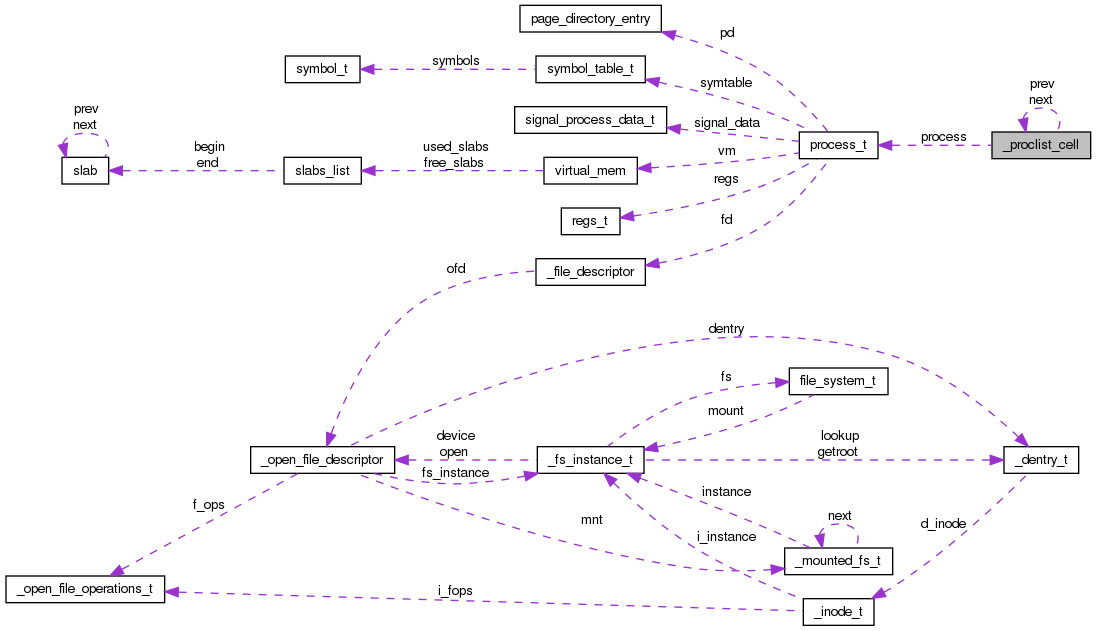 page_directory_entry
pd
symbol_t
symbols
symbol_table_t
symtable
prev
next
signal_process_data_t
signal_data
process_t
process
prev
next
_proclist_cell
slab
begin
end
slabs_list
used_slabs
free_slabs
virtual_mem
vm
regs
regs_t
fd
_file_descriptor
ofd
dentry
fs
file_system_t
mount
_open_file_descriptor
device
open
fs_instance
_fs_instance_t
lookup
getroot
_dentry_t
f_ops
mnt
instance
i_instance
next
_mounted_fs_t
d_inode
_open_file_operations_t
i_fops
_inode_t